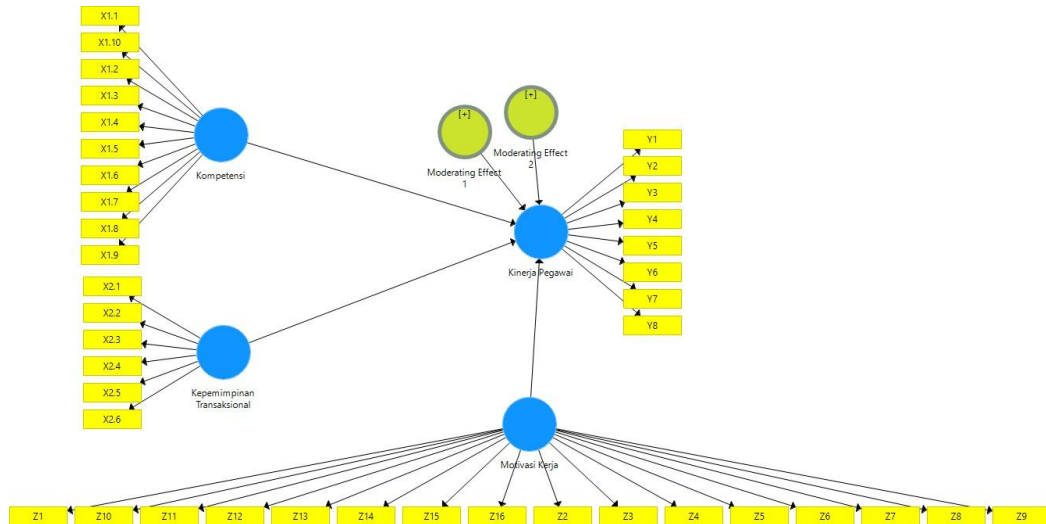 X1.1
X1.10
X1.2
X1.3
X1.4
X1.5
X1.6
X1.7
X1.8
X1.9
Kompetensi
X2.1
X2.2
X2.3
X2.4
X2.5
X2.6
Kepemimpinan
Transaksional
[+]
Moderating Effect
1
[+]
Moderating Effect
2
Kinerja Pegawai
Y1
Y2
Y3
Y4
Y5
Y6
Y7
Y8
Motivasi Kerja
Z1 Z10 Z11 Z12 Z13 Z14 Z15 Z16 Z2 Z3 Z4 Z5 Z6 Z7 Z8 Z9